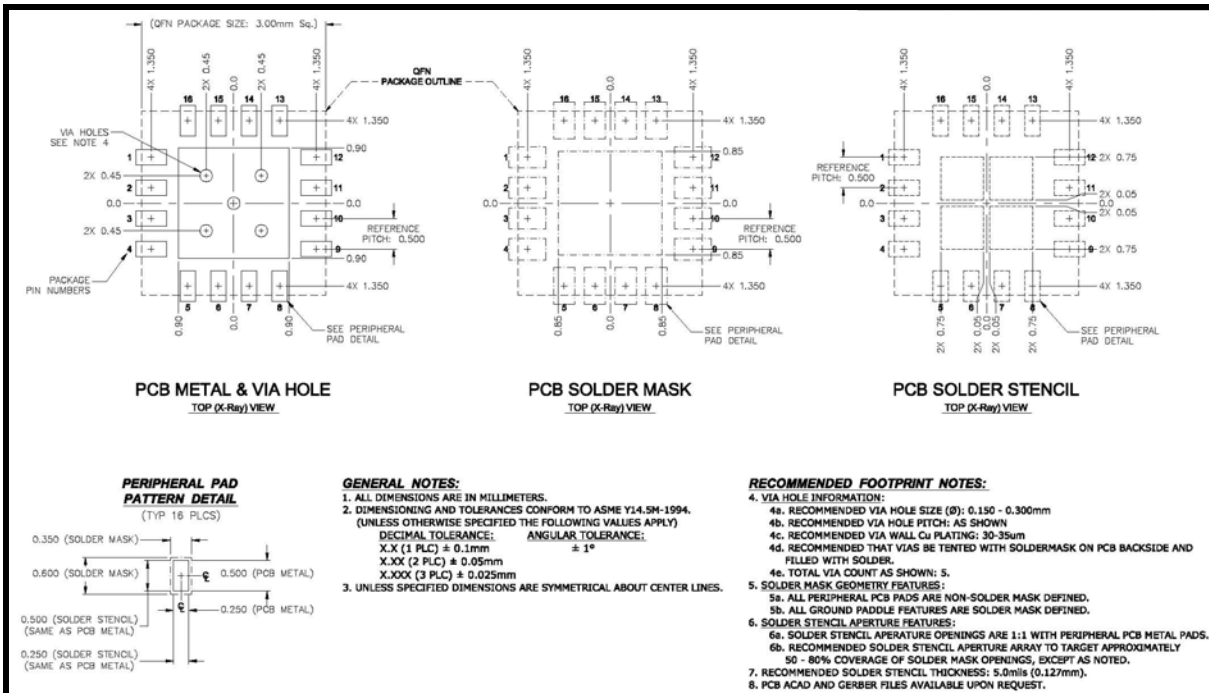 (QFN PACKAGE SIZE: 3.00mm Sq.)
4X 1.350
2X 0.45
0.0
2X 0.45
4X 1.350
16
15
14
13
4X 1.350
VIA HOLES
SEE NOTE 4
0.90
1
12
2X 0.45
2
11
0.0
0.0
3
10
2X 0.45
REFERENCE
PITCH: 0.500
4
9
0.90
PACKAGE
PIN NUMBERS
4X 1.350
5
6
7
8
0.90
0.0
0.90
SEE PERIPHERAL
PAD DETAIL
PCB METAL & VIA HOLE
TOP (X-Ray) VIEW
QFN
PACKAGE OUTLINE
4X 1.350
0.0
4X 1.350
16
15
14
13
4X 1.350
0.85
1
12
2
11
0.0
0.0
3
10
REFERENCE
PITCH: 0.500
4
9
0.85
4X 1.350
5
6
7
8
0.85
0.0
0.85
SEE PERIPHERAL
PAD DETAIL
PCB SOLDER MASK
TOP (X-Ray) VIEW
4X 1.350
0.0
4X 1.350
16
15
14
13
4X 1.350
1
12
2X 0.75
REFERENCE
PITCH: 0.500
2
11
2X 0.05
0.0
0.0
2X 0.05
3
10
4
9
2X 0.75
4X 1.350
5
6
7
8
2X 0.75
2X 0.05
0.0
2X 0.05
2X 0.75
SEE PERIPHERAL
PAD DETAIL
PCB SOLDER STENCIL
TOP (X-Ray) VIEW
PERIPHERAL PAD
PATTERN DETAIL
(TYP 16 PLCS)
0.350 (SOLDER MASK)
0.600 (SOLDER MASK)
0.500 (PCB METAL)
0.250 (PCB METAL)
0.500 (SOLDER STENCIL)
(SAME AS PCB METAL)
0.250 (SOLDER STENCIL)
(SAME AS PCB METAL)
GENERAL NOTES:
1. ALL DIMENSIONS ARE IN MILLIMETERS.
2. DIMENSIONING AND TOLERANCES CONFORM TO ASME Y14.5M-1994.
(UNLESS OTHERWISE SPECIFIED THE FOLLOWING VALUES APPLY)
DECIMAL TOLERANCE: ANGULAR TOLERANCE:
X.X (1 PLC) ± 0.1mm ± 1°
X.XX (2 PLC) ± 0.05mm
X.XXX (3 PLC) ± 0.025mm
3. UNLESS SPECIFIED DIMENSIONS ARE SYMMETRICAL ABOUT CENTER LINES.
RECOMMENDED FOOTPRINT NOTES:
4. VIA HOLE INFORMATION:
4a. RECOMMENDED VIA HOLE SIZE (Ø): 0.150 - 0.300mm
4b. RECOMMENDED VIA HOLE PITCH: AS SHOWN
4c. RECOMMENDED VIA WALL Cu PLATING: 30-35um
4d. RECOMMENDED THAT VIAS BE TENTED WITH SOLDERMASK ON PCB BACKSIDE AND
FILLED WITH SOLDER.
4e. TOTAL VIA COUNT AS SHOWN: 5.
5. SOLDER MASK GEOMETRY FEATURES:
5a. ALL PERIPHERAL PCB PADS ARE NON-SOLDER MASK DEFINED.
5b. ALL GROUND PADDLE FEATURES ARE SOLDER MASK DEFINED.
6. SOLDER STENCIL APERTURE FEATURES:
6a. SOLDER STENCIL APERATURE OPENINGS ARE 1:1 WITH PERIPHERAL PCB METAL PADS.
6b. RECOMMENDED SOLDER STENCIL APERTURE ARRAY TO TARGET APPROXIMATELY
50 - 80% COVERAGE OF SOLDER MASK OPENINGS, EXCEPT AS NOTED.
7. RECOMMENDED SOLDER STENCIL THICKNESS: 5.0mils (0.127mm).
8. PCB ACAD AND GERBER FILES AVAILABLE UPON REQUEST.